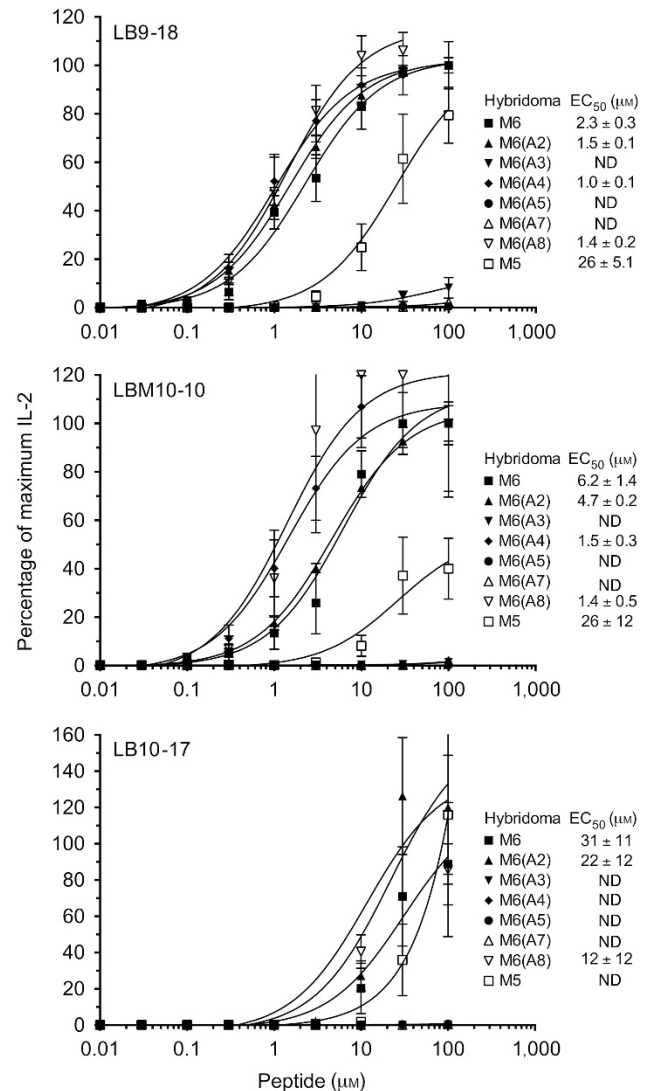 Percentage of maximum IL-2
LB9-18
120
100
80
60
40
20
0
0.01 0.1 1 10 100 1,000
Hybridoma EC50 (μM)
M6 2.3 ± 0.3
M6(A2) 1.5 ± 0.1
M6(A3) ND
M6(A4) 1.0 ± 0.1
M6(A5) ND
M6(A7) ND
M6(A8) 1.4 ± 0.2
M5 26 ± 5.1
LBM10-10
120
100
80
60
40
20
0
0.01 0.1 1 10 100 1,000
Hybridoma EC50 (μM)
M6 6.2 ± 1.4
M6(A2) 4.7 ± 0.2
M6(A3) ND
M6(A4) 1.5 ± 0.3
M6(A5) ND
M6(A7) ND
M6(A8) 1.4 ± 0.5
M5 26 ± 12
LB10-17
160
140
120
100
80
60
40
20
0
0.01 0.1 1 10 100 1,000
Hybridoma EC50 (μM)
M6 31 ± 11
M6(A2) 22 ± 12
M6(A3) ND
M6(A4) ND
M6(A5) ND
M6(A7) ND
M6(A8) 12 ± 12
M5 ND
Peptide (μM)